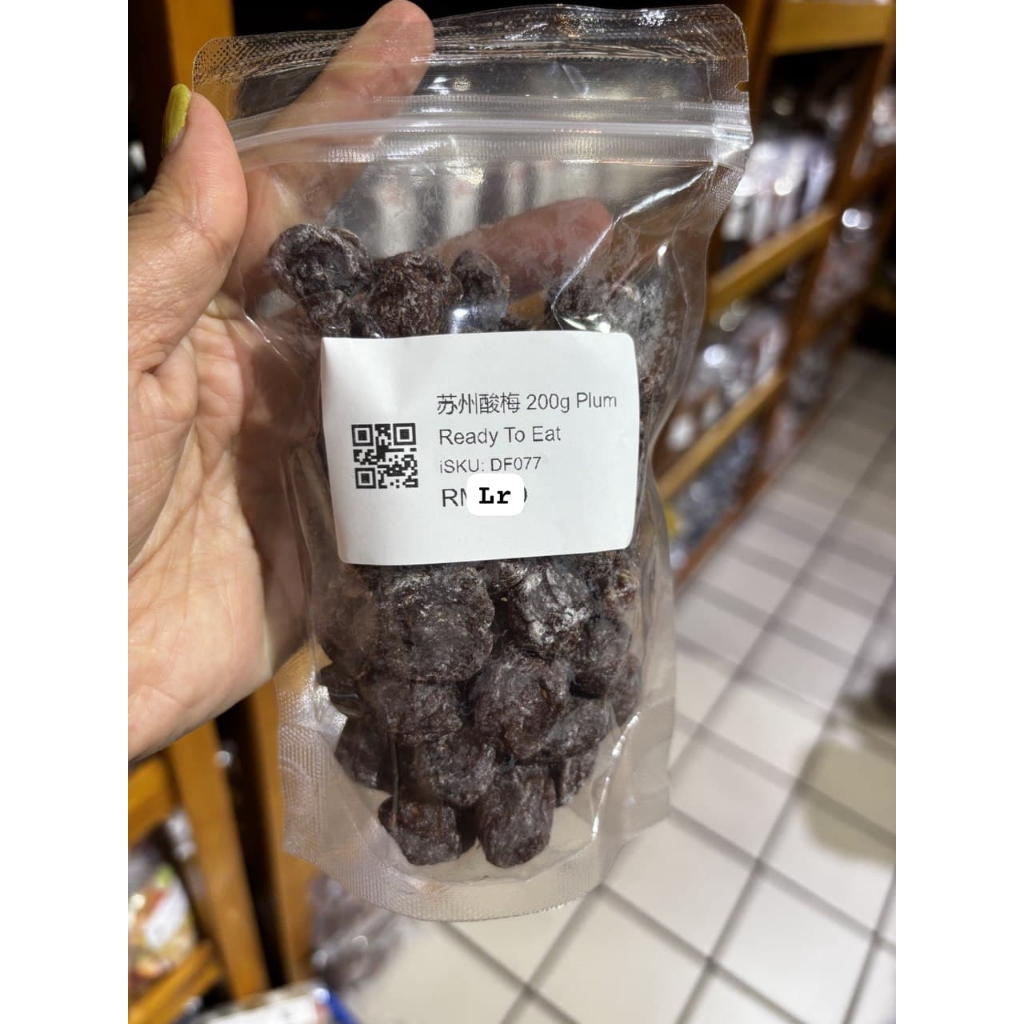 苏州酸梅 200g Plum
Ready To Eat
iSKU: DF077
RM
Lr